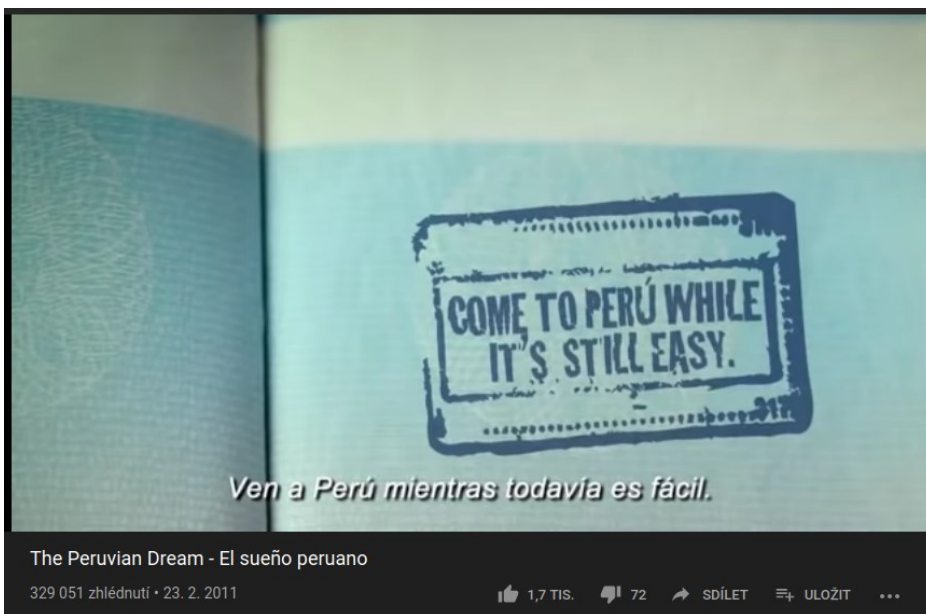 COME TO PERÚ WHILE
IT'S STILL EASY.
317
Ven a Perú mientras todavía es fácil.
The Peruvian Dream - El sueño peruano
329 051 zhlédnutí • 23. 2. 2011
1,7 TIS.
72
SDÍLET
ULOŽIT